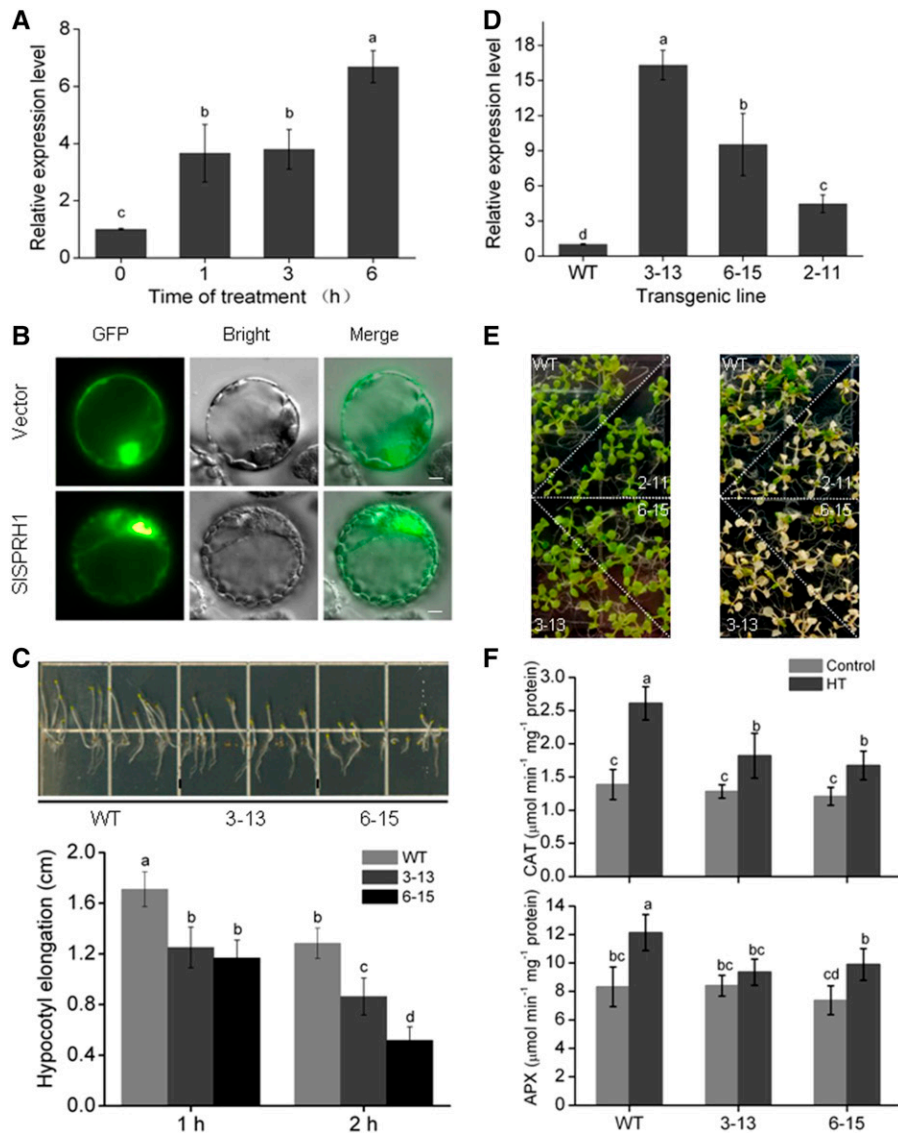 A
Relative expression level
8
6
4
2
0
c
b
b
a
0 1 3 6
Time of treatment （h）
D
Relative expression level
18
15
12
9
6
3
0
d
a
b
c
WT 3-13 6-15 2-11
Transgenic line
B
GFP Bright Merge
Vector
SlSPRH1
E
WT
2-11
6-15
3-13
WT
2-11
6-15
3-13
C
WT 3-13 6-15
Hypocotyl elongation (cm)
2.0
1.6
1.2
0.8
0.4
0.0
a
b
b
b
c
d
WT
3-13
6-15
1 h 2 h
F
Control
HT
CAT (μmol min⁻¹ mg⁻¹ protein)
3.0
2.5
2.0
1.5
1.0
0.5
0.0
c
a
c
b
c
b
APX (μmol min⁻¹ mg⁻¹ protein)
14
12
10
8
6
4
2
0
bc
a
bc
bc
cd
b
WT 3-13 6-15